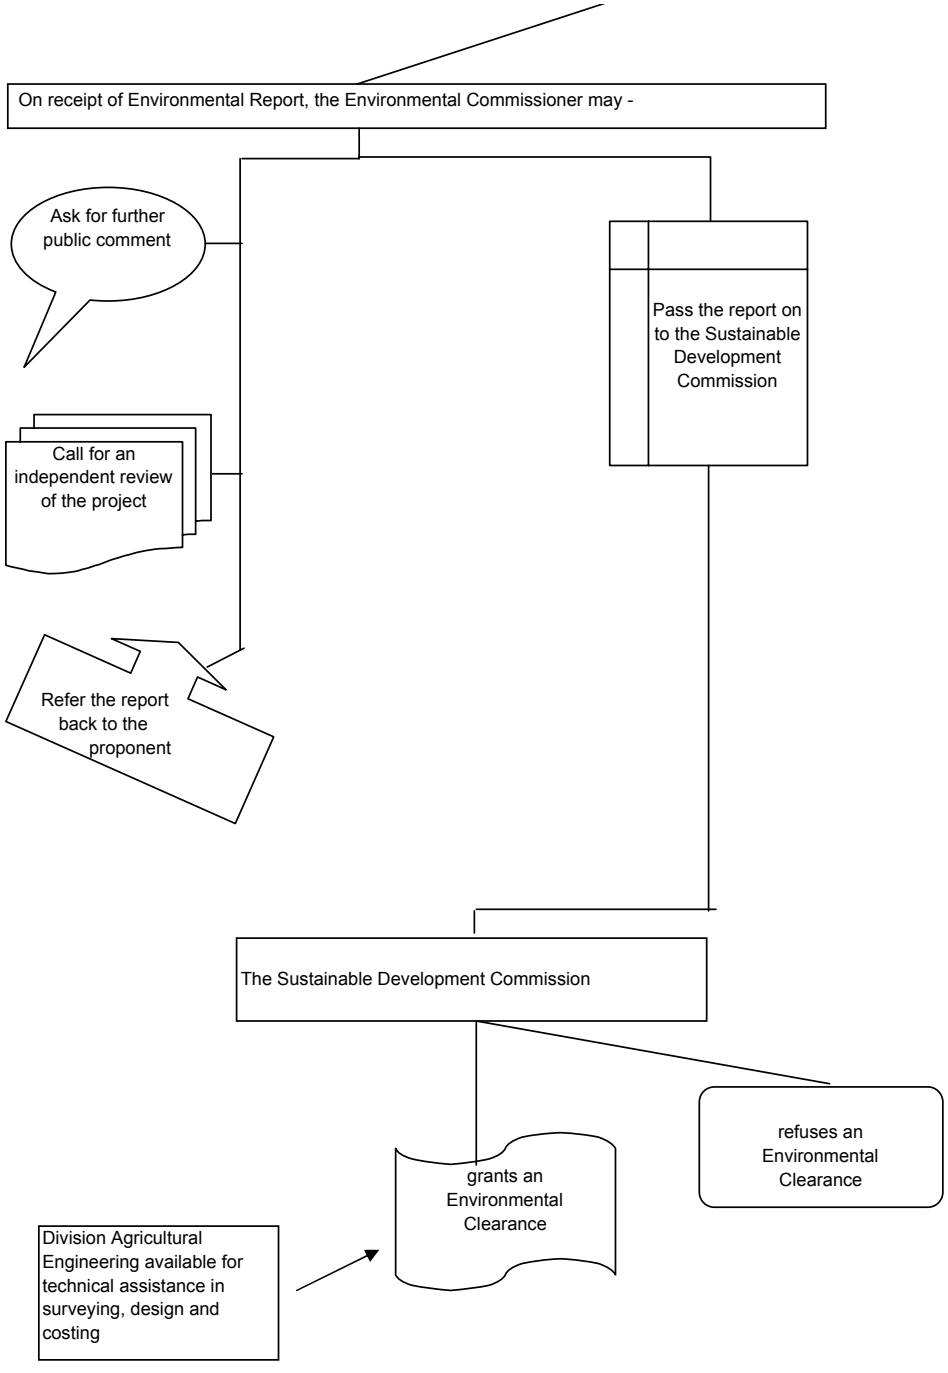 On receipt of Environmental Report, the Environmental Commissioner may -
Ask for further
public comment
Pass the report on
to the Sustainable
Development
Commission
Call for an
independent review
of the project
Refer the report
back to the
proponent
The Sustainable Development Commission
refuses an
Environmental
Clearance
grants an
Environmental
Clearance
Division Agricultural
Engineering available for
technical assistance in
surveying, design and
costing